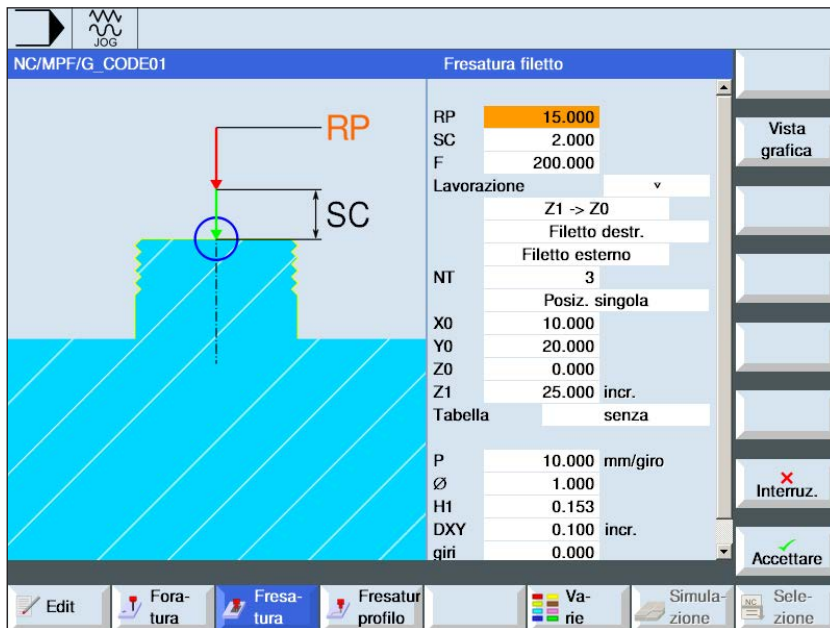 JOG
NC/MPF/G_CODE01
Fresatura filetto
RP
SC
RP 15.000
SC 2.000
F 200.000
Lavorazione ▿
Z1 -> Z0
Filetto destr.
Filetto esterno
NT 3
Posiz. singola
X0 10.000
Y0 20.000
Z0 0.000
Z1 25.000 incr.
Tabella senza
P 10.000 mm/giro
Ø 1.000
H1 0.153
DXY 0.100 incr.
giri 0.000
Vista
grafica
Interruz.
Accettare
Edit
Fora-
tura
Fresa-
tura
Fresatur
profilo
Va-
rie
Simula-
zione
NC
Sele-
zione